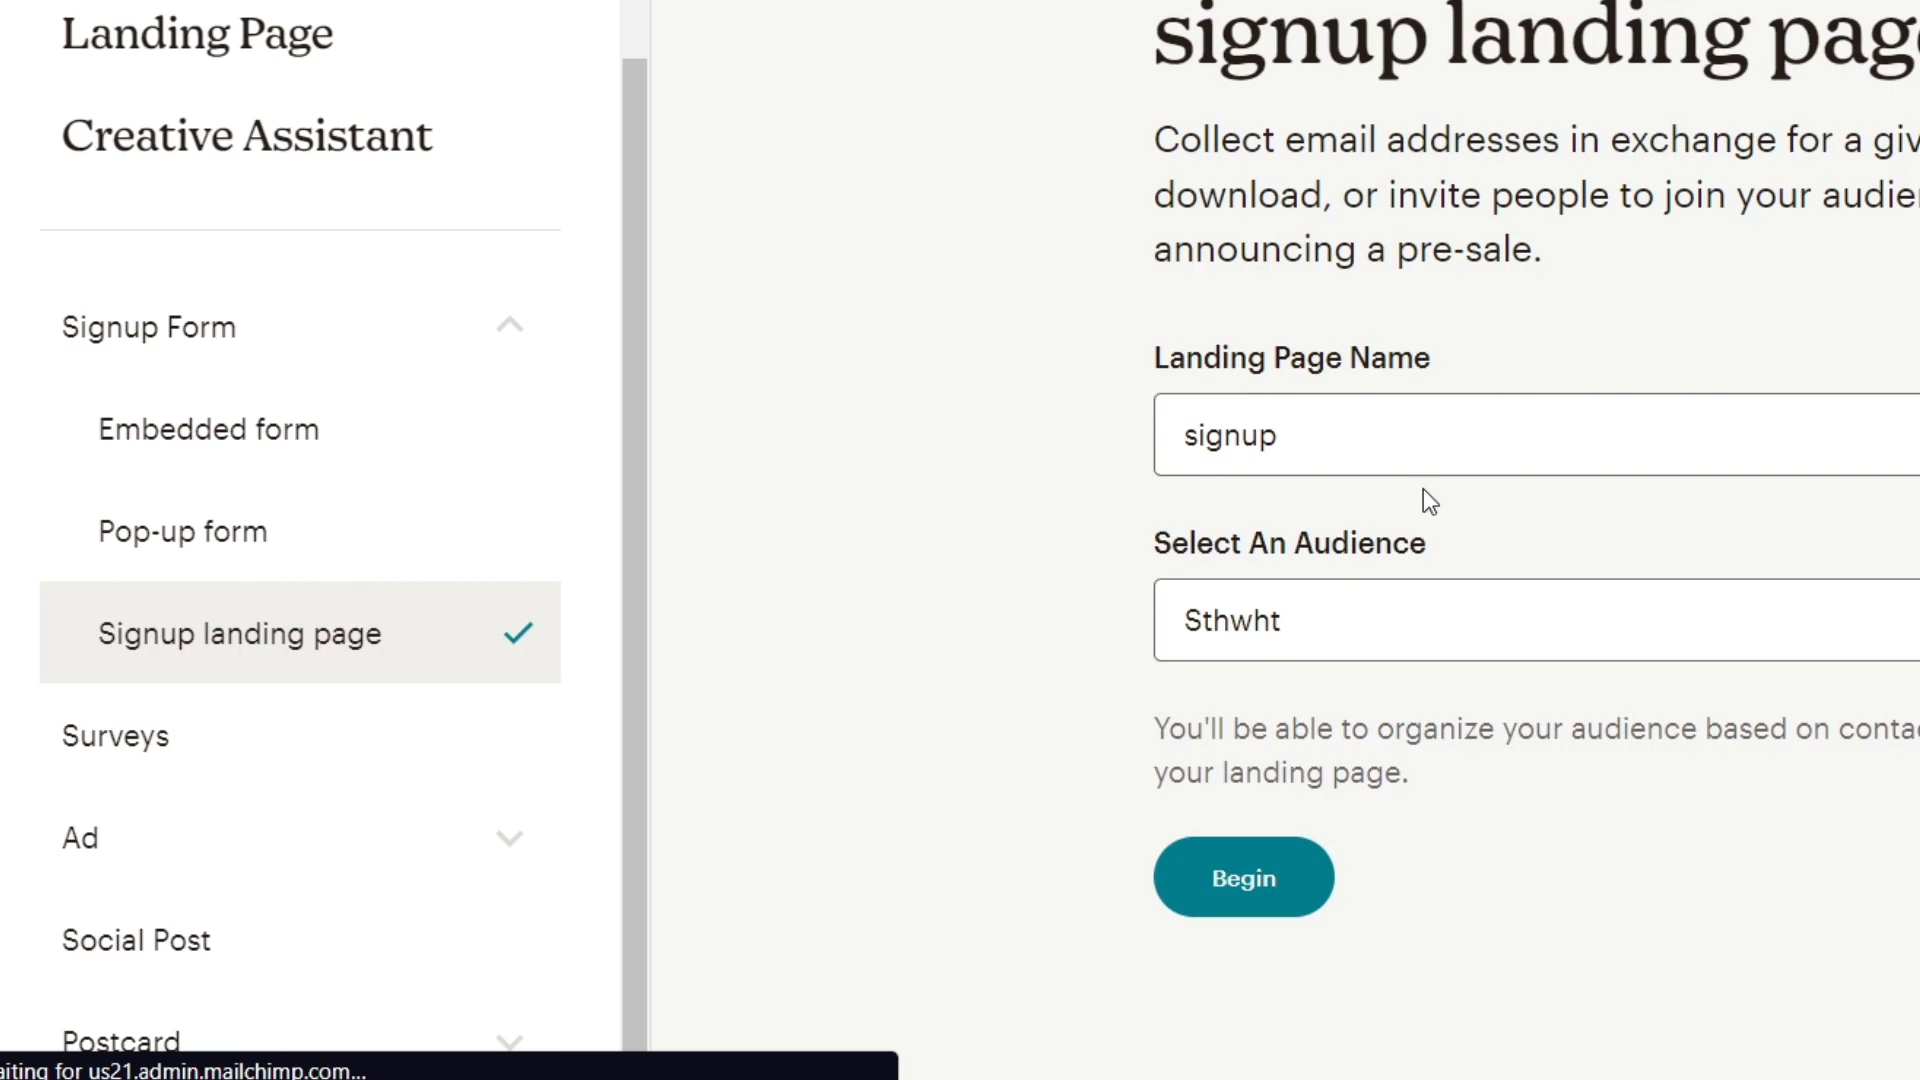 Landing Page
Creative Assistant
Signup Form
Embedded form
Pop-up form
Signup landing page
Surveys
Ad
Social Post
Postcard
signup landing page
Collect email addresses in exchange for a giv
download, or invite people to join your audie
announcing a pre-sale.
Landing Page Name
signup
Select An Audience
Sthwht
You'll be able to organize your audience based on conta
your landing page.
Begin
aiting for us21.admin.mailchimp.com...